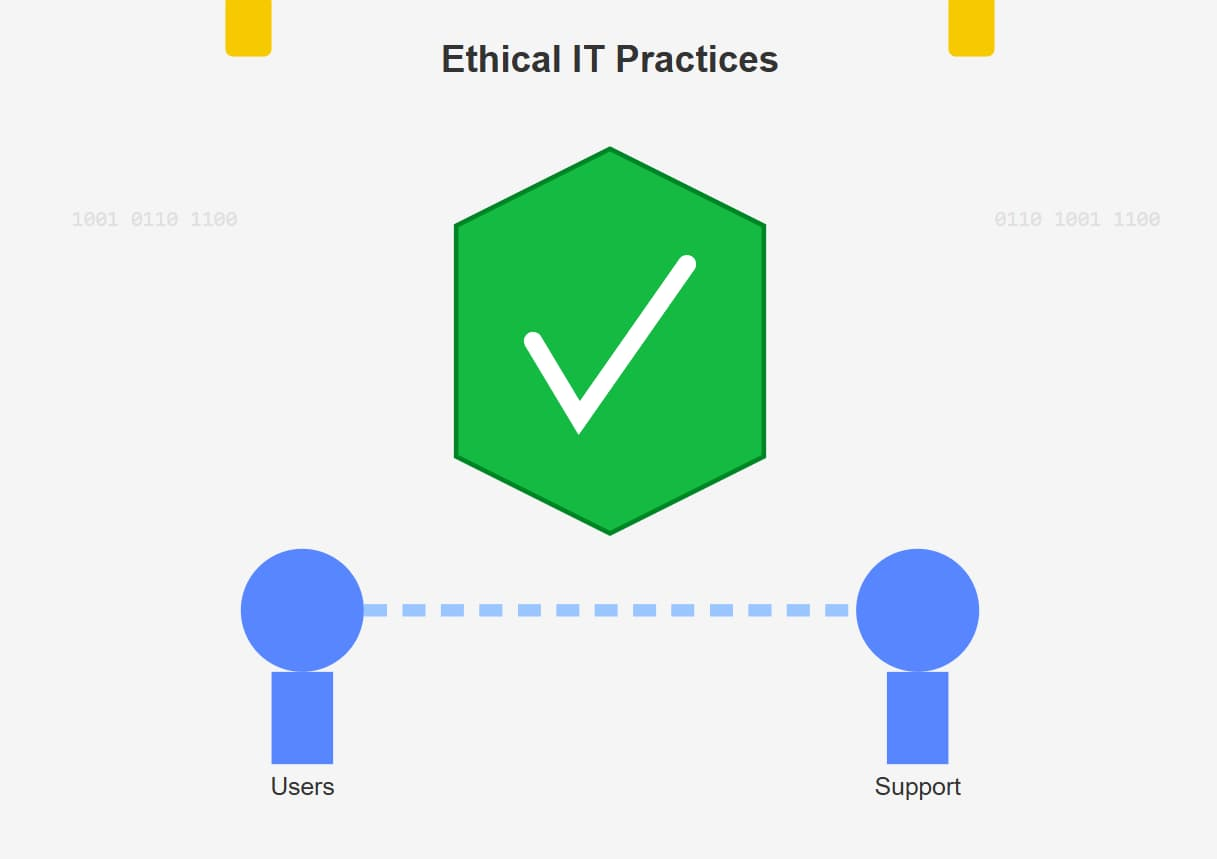 Ethical IT Practices
1001 0110 1100
0110 1001 1100
Users
Support